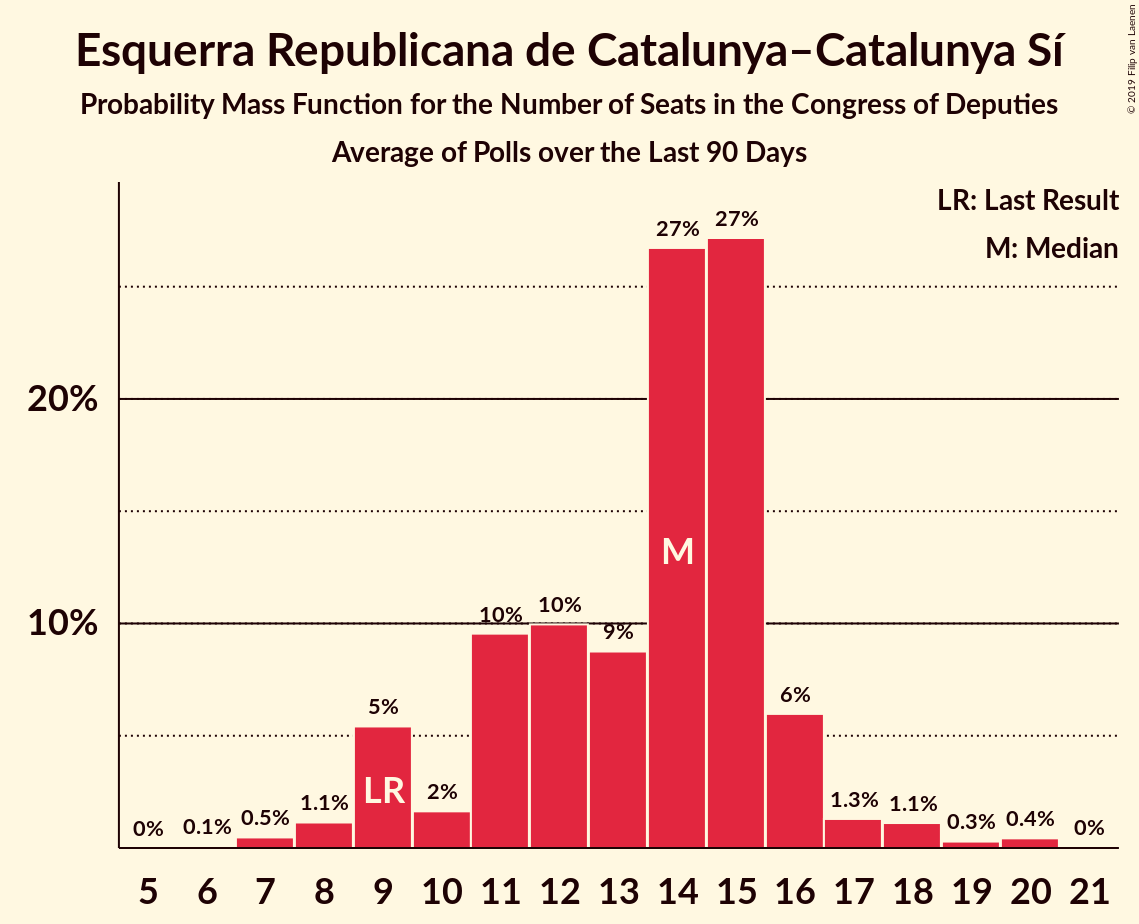 Esquerra Republicana de Catalunya–Catalunya Sí
Probability Mass Function for the Number of Seats in the Congress of Deputies
Average of Polls over the Last 90 Days
© 2019 Filip van Laenen
LR: Last Result
M: Median
20%
10%
0%
0.1%
0.5%
1.1%
5%
2%
10%
10%
9%
27%
27%
6%
1.3%
1.1%
0.3%
0.4%
0%
LR
M
5 6 7 8 9 10 11 12 13 14 15 16 17 18 19 20 21